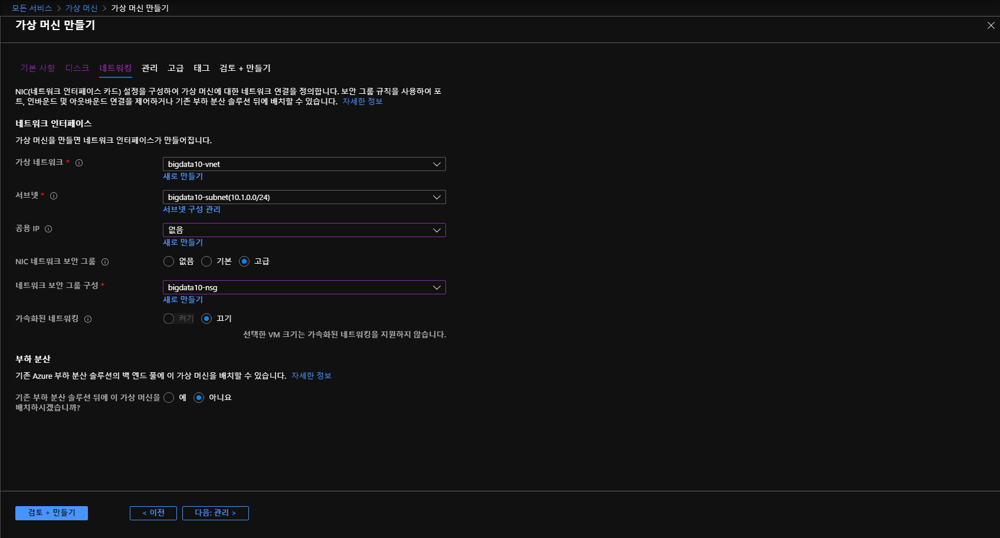 모든 서비스 > 가상 머신 > 가상 머신 만들기
가상 머신 만들기
기본 사항 디스크 네트워킹 관리 고급 태그 검토 + 만들기
NIC(네트워크 인터페이스 카드) 설정을 구성하여 가상 머신에 대한 네트워크 연결을 정의합니다. 보안 그룹 규칙을 사용하여 포
트, 인바운드 및 아웃바운드 연결을 제어하거나 기존 부하 분산 솔루션 뒤에 배치할 수 있습니다. 자세한 정보
네트워크 인터페이스
가상 머신을 만들면 네트워크 인터페이스가 만들어집니다.
가상 네트워크 * bigdata10-vnet
새로 만들기
서브넷 * bigdata10-subnet(10.1.0.0/24)
서브넷 구성 관리
공용 IP 없음
새로 만들기
NIC 네트워크 보안 그룹 없음 기본 고급
네트워크 보안 그룹 구성 * bigdata10-nsg
새로 만들기
가속화된 네트워킹 켜기 끄기
선택한 VM 크기는 가속화된 네트워킹을 지원하지 않습니다.
부하 분산
기존 Azure 부하 분산 솔루션의 백 엔드 풀에 이 가상 머신을 배치할 수 있습니다. 자세한 정보
기존 부하 분산 솔루션 뒤에 이 가상 머신을 예 아니요
배치하시겠습니까?
검토 + 만들기 < 이전 다음: 관리 >